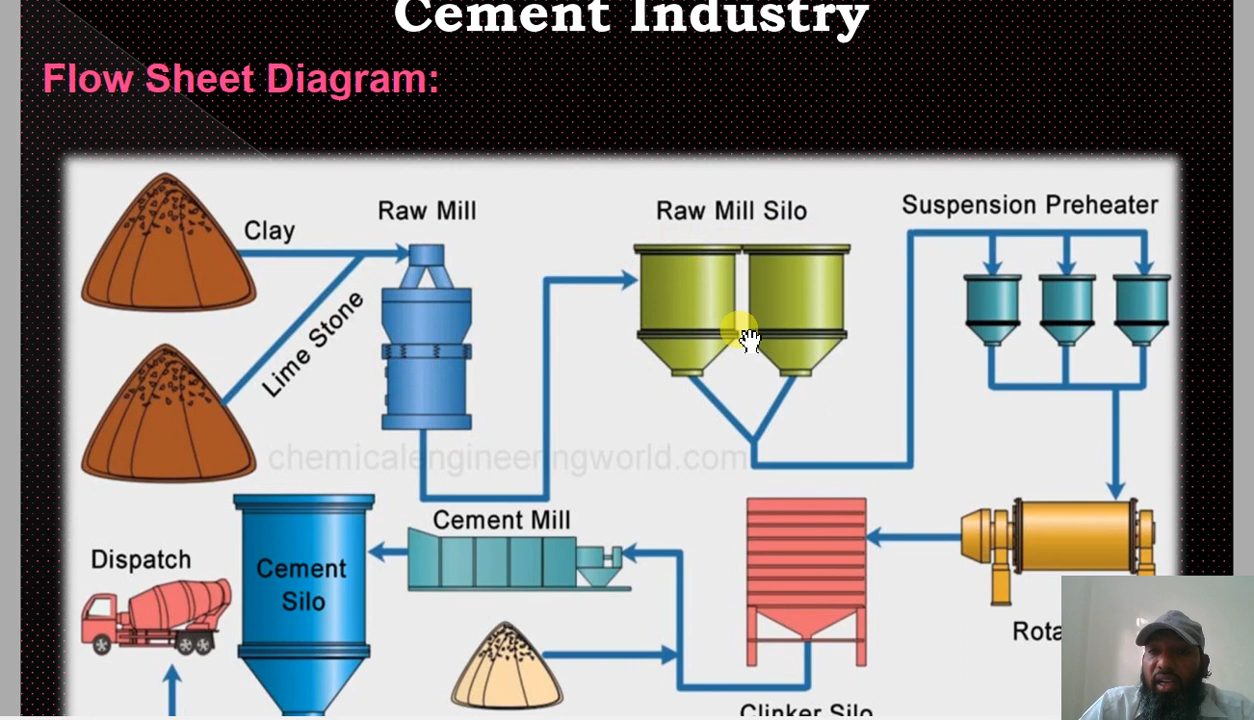 Cement Industry
Flow Sheet Diagram:
Clay
Raw Mill
Raw Mill Silo
Suspension Preheater
Lime Stone
chemicalengineeringworld.com
Cement Mill
Dispatch
Cement
Silo
Clinker Silo